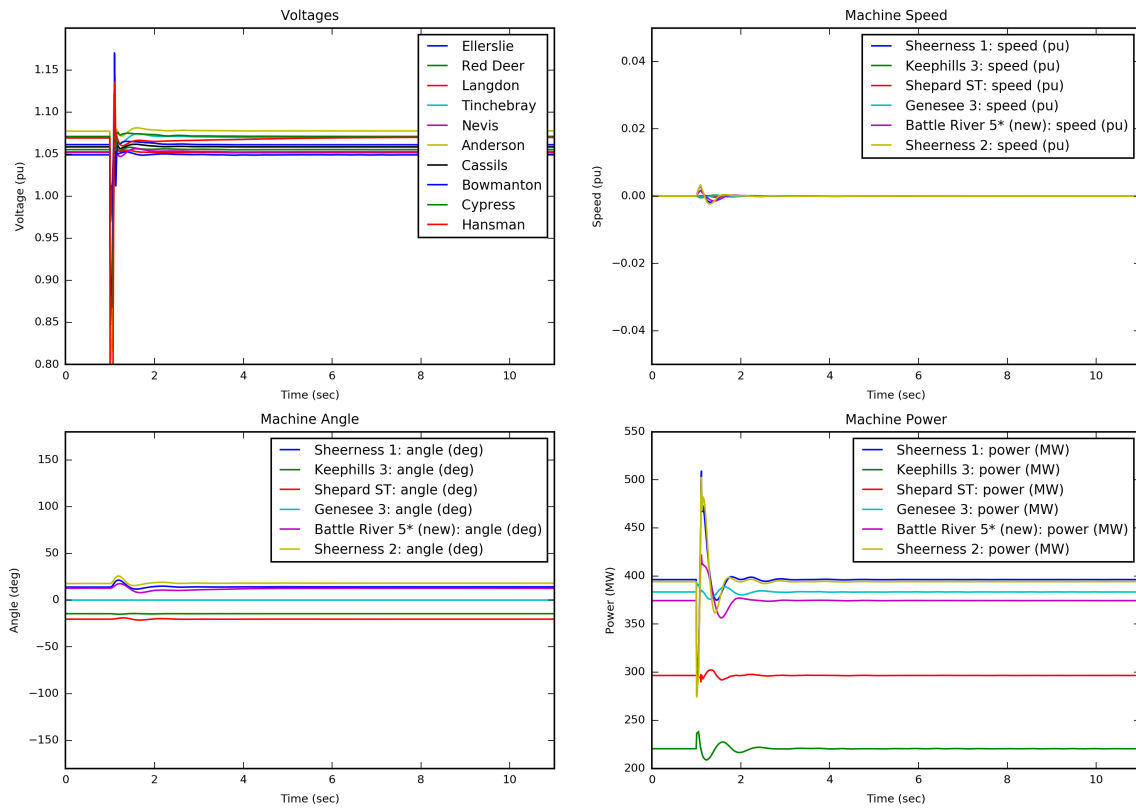 Voltages
1.15
1.10
1.05
1.00
0.95
0.90
0.85
0.80
Voltage (pu)
0
2
4
6
8
10
Time (sec)
Ellerslie
Red Deer
Langdon
Tinchebray
Nevis
Anderson
Cassils
Bowmanton
Cypress
Hansman
Machine Speed
0.04
0.02
0.00
−0.02
−0.04
Speed (pu)
0
2
4
6
8
10
Time (sec)
Sheerness 1: speed (pu)
Keephills 3: speed (pu)
Shepard ST: speed (pu)
Genesee 3: speed (pu)
Battle River 5* (new): speed (pu)
Sheerness 2: speed (pu)
Machine Angle
150
100
50
0
−50
−100
−150
Angle (deg)
0
2
4
6
8
10
Time (sec)
Sheerness 1: angle (deg)
Keephills 3: angle (deg)
Shepard ST: angle (deg)
Genesee 3: angle (deg)
Battle River 5* (new): angle (deg)
Sheerness 2: angle (deg)
Machine Power
550
500
450
400
350
300
250
200
Power (MW)
0
2
4
6
8
10
Time (sec)
Sheerness 1: power (MW)
Keephills 3: power (MW)
Shepard ST: power (MW)
Genesee 3: power (MW)
Battle River 5* (new): power (MW)
Sheerness 2: power (MW)